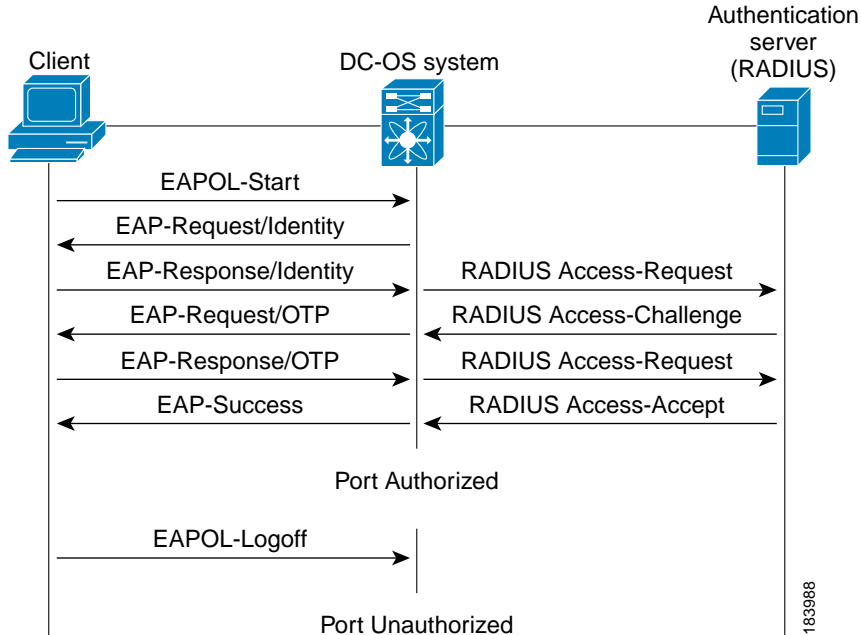 Authentication
server
(RADIUS)
Client
DC-OS system
EAPOL-Start
EAP-Request/Identity
EAP-Response/Identity
RADIUS Access-Request
EAP-Request/OTP
RADIUS Access-Challenge
EAP-Response/OTP
RADIUS Access-Request
EAP-Success
RADIUS Access-Accept
Port Authorized
EAPOL-Logoff
Port Unauthorized
183988